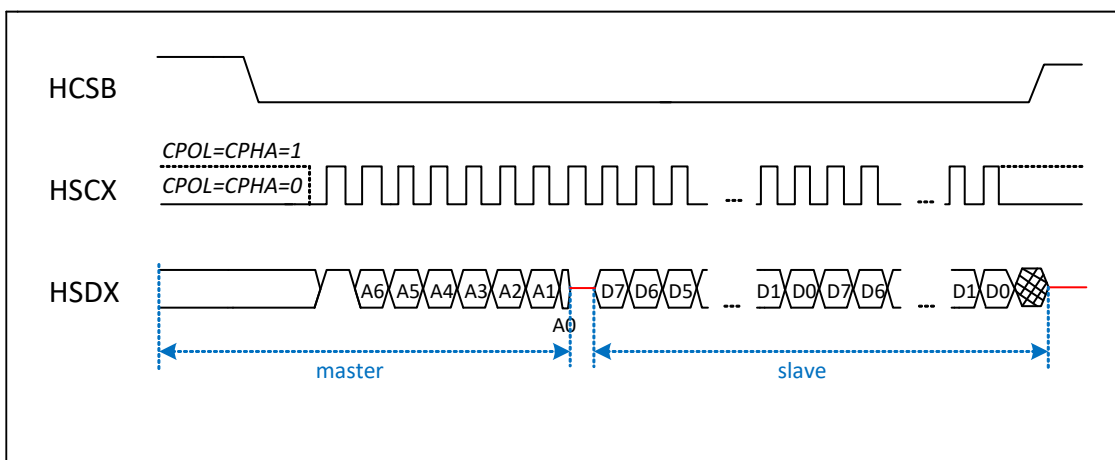 HCSB
CPOL=CPHA=1
HSCX
CPOL=CPHA=0
... ...
HSDX
A6 A5 A4 A3 A2 A1 D7 D6 D5 ... D1 D0 D7 D6 ... D1 D0
A0
master slave